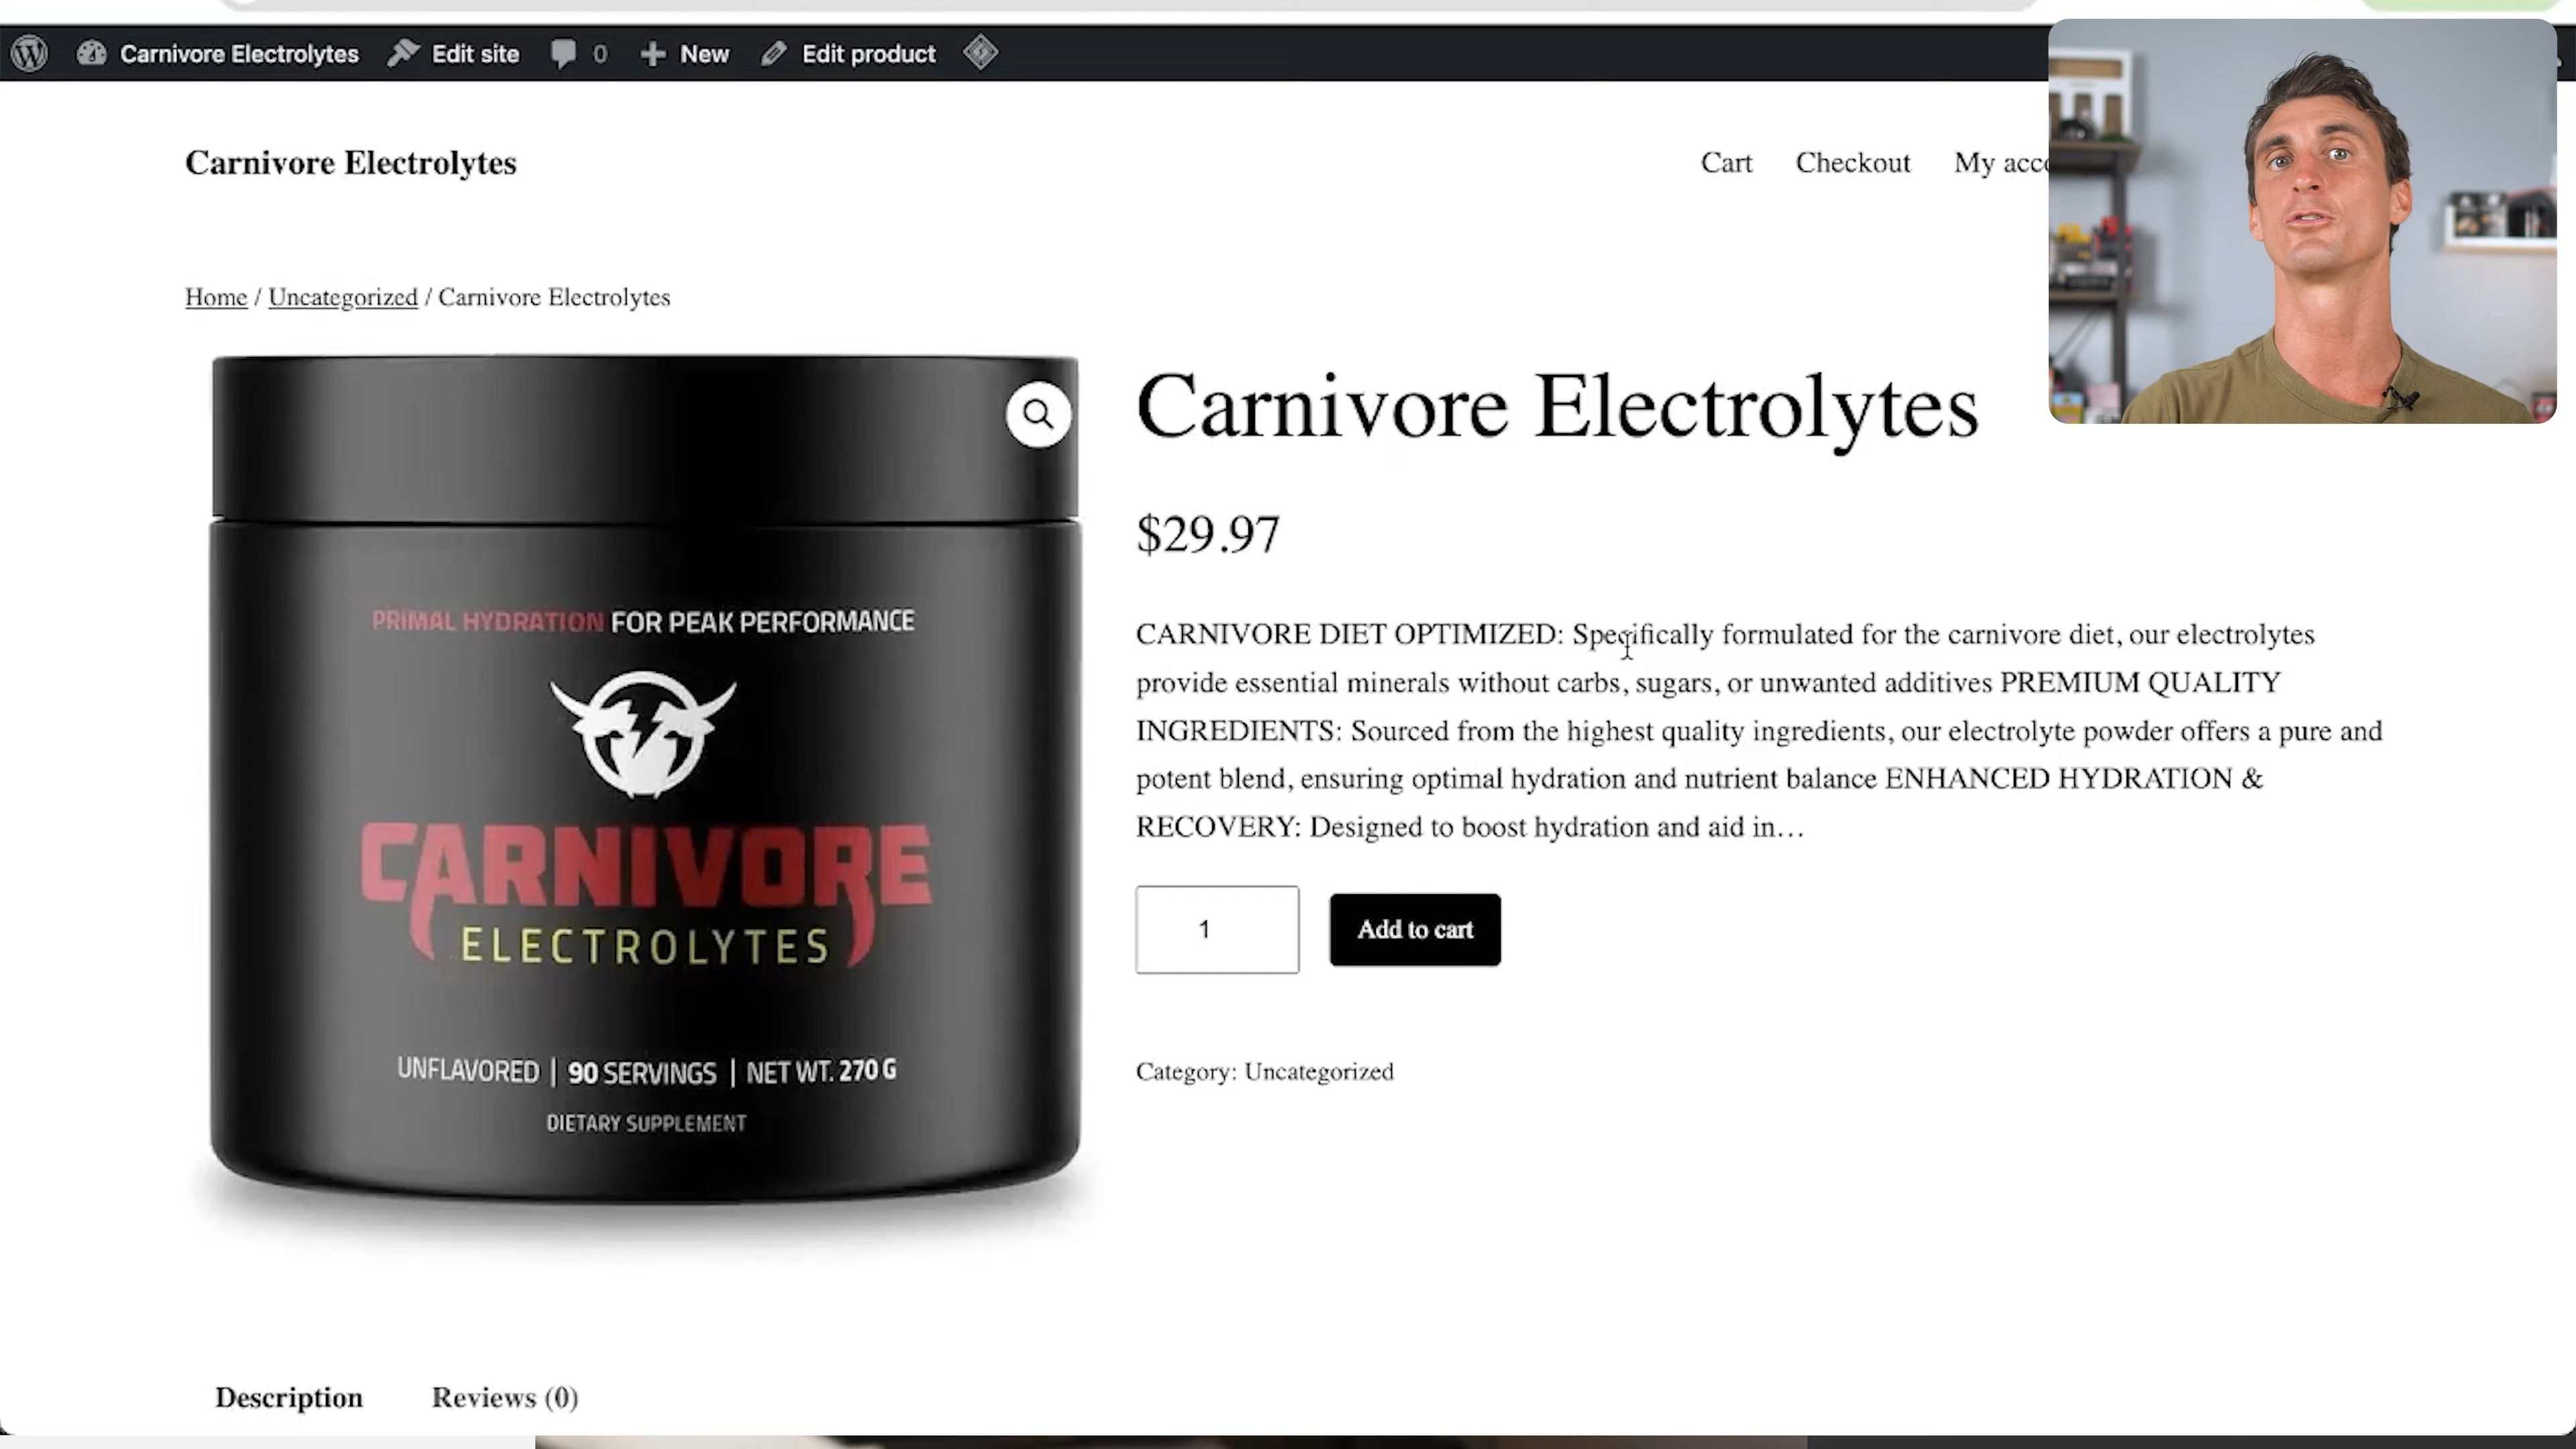 Carnivore Electrolytes Edit site 0 New Edit product
Carnivore Electrolytes
Cart Checkout My acco
Home / Uncategorized / Carnivore Electrolytes
PRIMAL HYDRATION FOR PEAK PERFORMANCE
CARNIVORE
ELECTROLYTES
UNFLAVORED | 90 SERVINGS | NET WT. 270 G
DIETARY SUPPLEMENT
Carnivore Electrolytes
$29.97
CARNIVORE DIET OPTIMIZED: Specifically formulated for the carnivore diet, our electrolytes
provide essential minerals without carbs, sugars, or unwanted additives PREMIUM QUALITY
INGREDIENTS: Sourced from the highest quality ingredients, our electrolyte powder offers a pure and
potent blend, ensuring optimal hydration and nutrient balance ENHANCED HYDRATION &
RECOVERY: Designed to boost hydration and aid in…
1 Add to cart
Category: Uncategorized
Description Reviews (0)